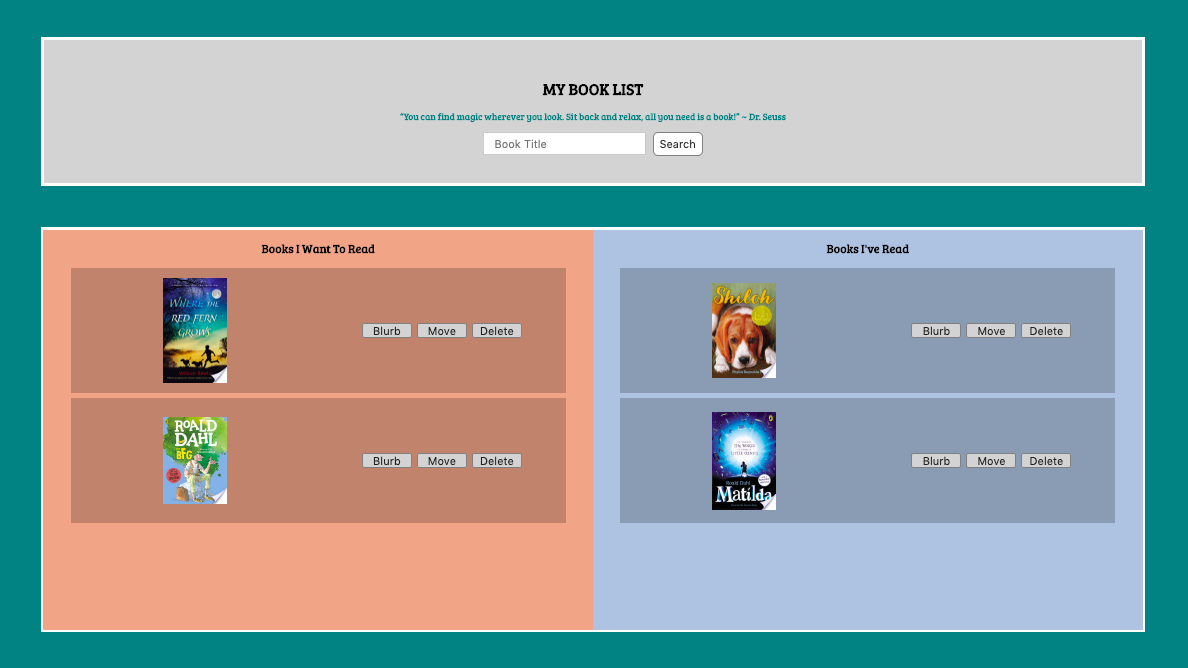 MY BOOK LIST
"You can find magic wherever you look. Sit back and relax, all you need is a book!" ~ Dr. Seuss
Book Title
Search
Books I Want To Read
WHERE THE
RED FERN
GROWS
Blurb
Move
Delete
ROALD
DAHL
BFG
Blurb
Move
Delete
Books I've Read
Shiloh
Blurb
Move
Delete
Roald Dahl
Matilda
Blurb
Move
Delete